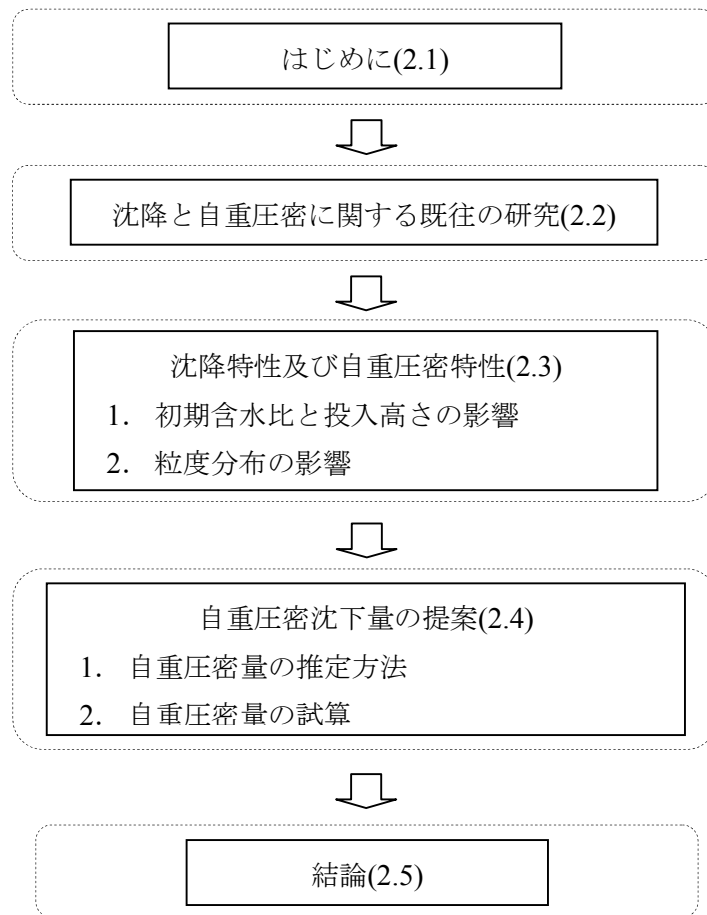 はじめに(2.1)
沈降と自重圧密に関する既往の研究(2.2)
沈降特性及び自重圧密特性(2.3)
1. 初期含水比と投入高さの影響
2. 粒度分布の影響
自重圧密沈下量の提案(2.4)
1. 自重圧密量の推定方法
2. 自重圧密量の試算
結論(2.5)